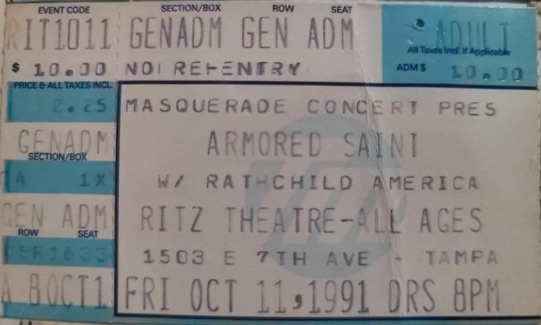 EVENT CODE SECTION/BOX ROW SEAT
RIT1011 GENADM GEN ADM ADULT
All Taxes Incl. If Applicable
$ 10.00 NO REENTRY ADM $ 10.00
PRICE & ALL TAXES INCL.
2.25 MASQUERADE CONCERT PRES
GENADM ARMORED SAINT
SECTION/BOX
CA 1X W/ RATHCHILD AMERICA
GEN ADM RITZ THEATRE-ALL AGES
ROW SEAT
1503 E 7TH AVE - TAMPA
A 8OCT1 FRI OCT 11,1991 DRS 8PM